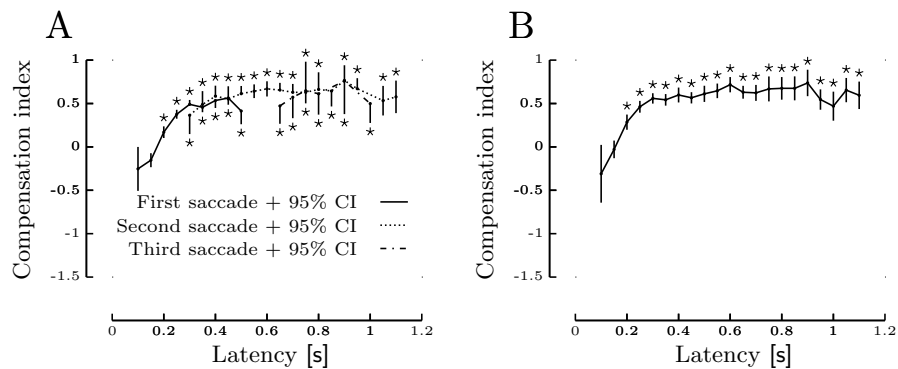 A
Compensation index
1
0.5
0
-0.5
-1
-1.5
First saccade + 95% CI
Second saccade + 95% CI
Third saccade + 95% CI
0 0.2 0.4 0.6 0.8 1 1.2
Latency [s]
B
Compensation index
1
0.5
0
-0.5
-1
-1.5
0 0.2 0.4 0.6 0.8 1 1.2
Latency [s]